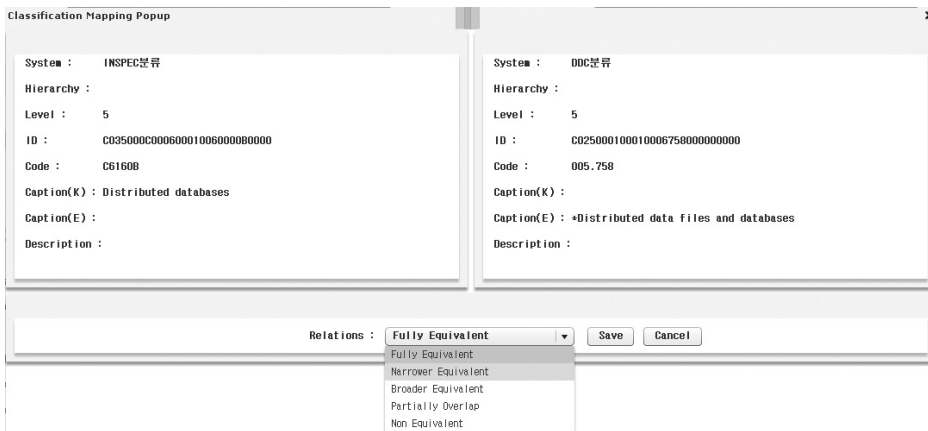 Classification Mapping Popup
System : INSPEC분류
Hierarchy :
Level : 5
ID : C035000C000600010060000B0000
Code : C6160B
Caption(K) : Distributed databases
Caption(E) :
Description :
System : DDC분류
Hierarchy :
Level : 5
ID : C0250001000100067580000000000
Code : 005.758
Caption(K) :
Caption(E) : *Distributed data files and databases
Description :
Relations : Fully Equivalent Save Cancel
Fully Equivalent
Narrower Equivalent
Broader Equivalent
Partially Overlap
Non Equivalent